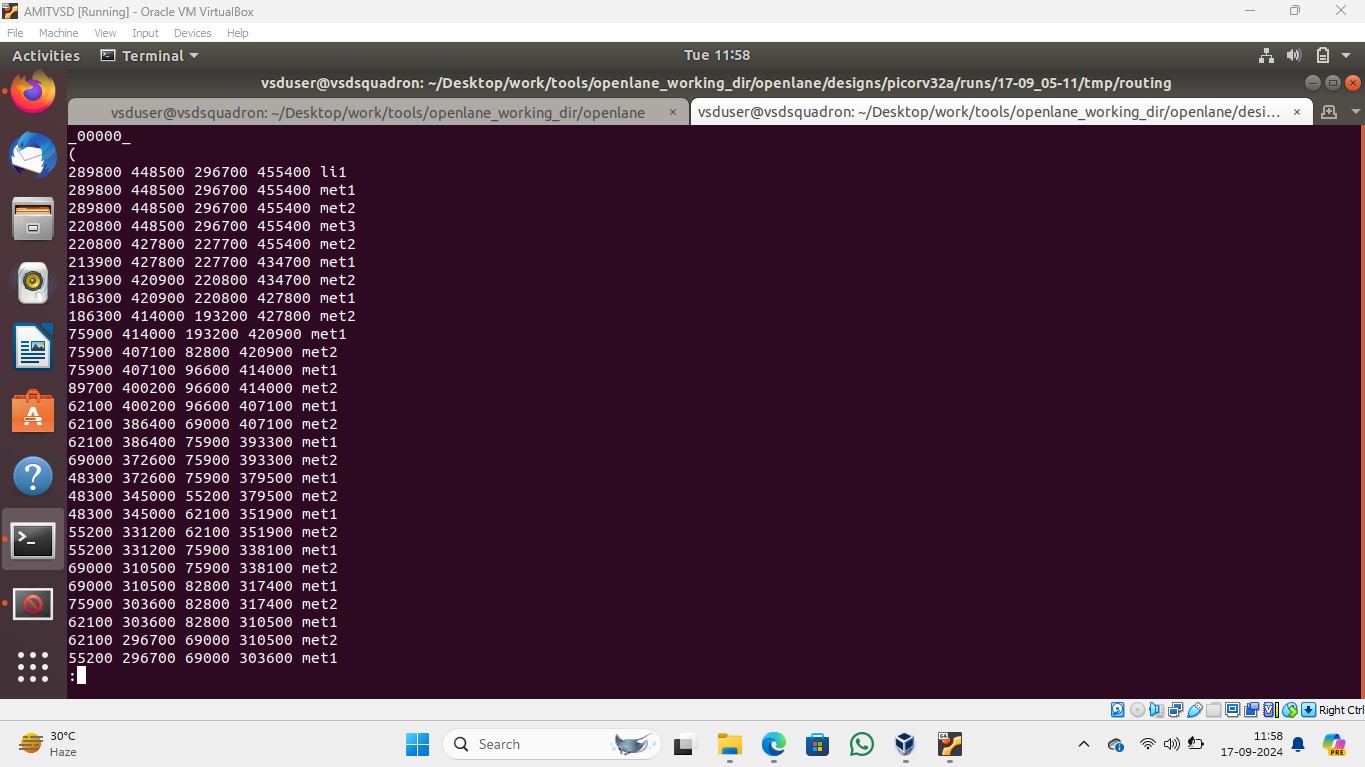 AMITVSD [Running] - Oracle VM VirtualBox
File Machine View Input Devices Help
Activities Terminal Tue 11:58
vsduser@vsdsquadron: ~/Desktop/work/tools/openlane_working_dir/openlane/designs/picorv32a/runs/17-09_05-11/tmp/routing
vsduser@vsdsquadron: ~/Desktop/work/tools/openlane_working_dir/openlane × vsduser@vsdsquadron: ~/Desktop/work/tools/openlane_working_dir/openlane/desi... ×
_00000_
(
289800 448500 296700 455400 li1
289800 448500 296700 455400 met1
289800 448500 296700 455400 met2
220800 448500 296700 455400 met3
220800 427800 227700 455400 met2
213900 427800 227700 434700 met1
213900 420900 220800 434700 met2
186300 420900 220800 427800 met1
186300 414000 193200 427800 met2
75900 414000 193200 420900 met1
75900 407100 82800 420900 met2
75900 407100 96600 414000 met1
89700 400200 96600 414000 met2
62100 400200 96600 407100 met1
62100 386400 69000 407100 met2
62100 386400 75900 393300 met1
69000 372600 75900 393300 met2
48300 372600 75900 379500 met1
48300 345000 55200 379500 met2
48300 345000 62100 351900 met1
55200 331200 62100 351900 met2
55200 331200 75900 338100 met1
69000 310500 75900 338100 met2
69000 310500 82800 317400 met1
75900 303600 82800 317400 met2
62100 303600 82800 310500 met1
62100 296700 69000 310500 met2
55200 296700 69000 303600 met1
:
Right Ctrl
30°C
Haze
Search
11:58
17-09-2024
PRE